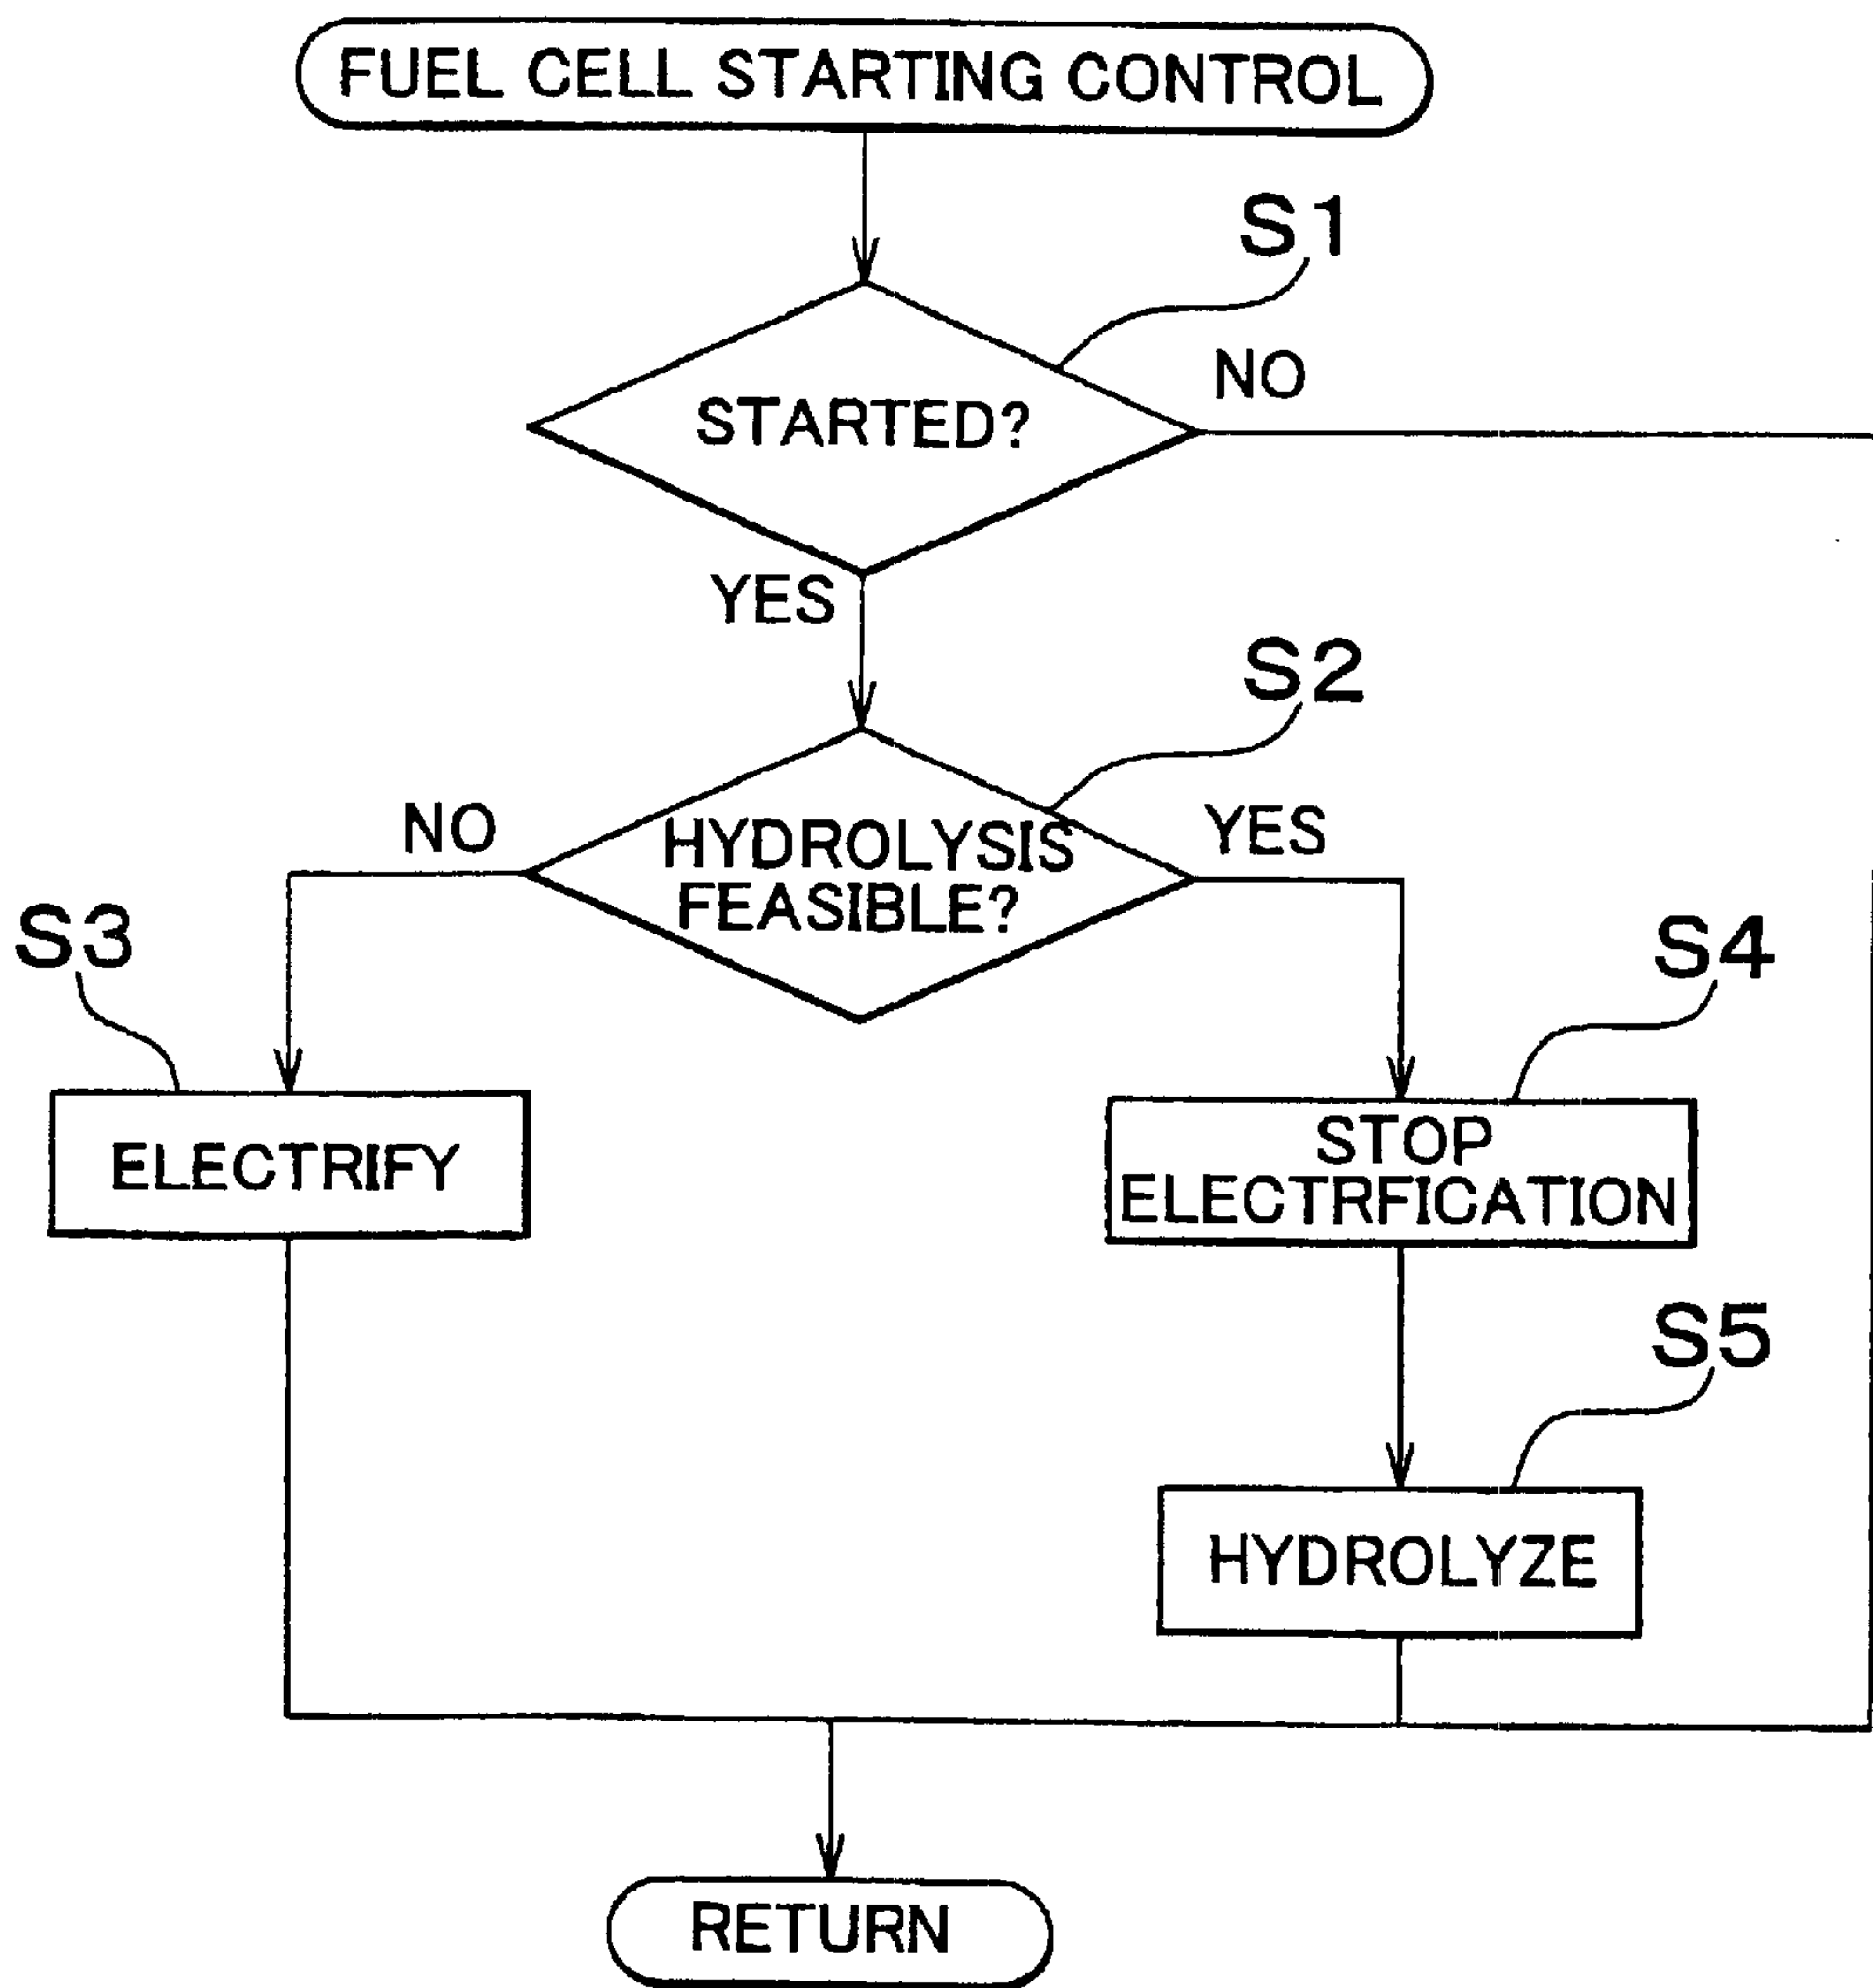 FUEL CELL STARTING CONTROL
S1
STARTED?
NO
YES
S2
NO
HYDROLYSIS
FEASIBLE?
YES
S3
S4
ELECTRIFY
STOP
ELECTRFICATION
S5
HYDROLYZE
RETURN